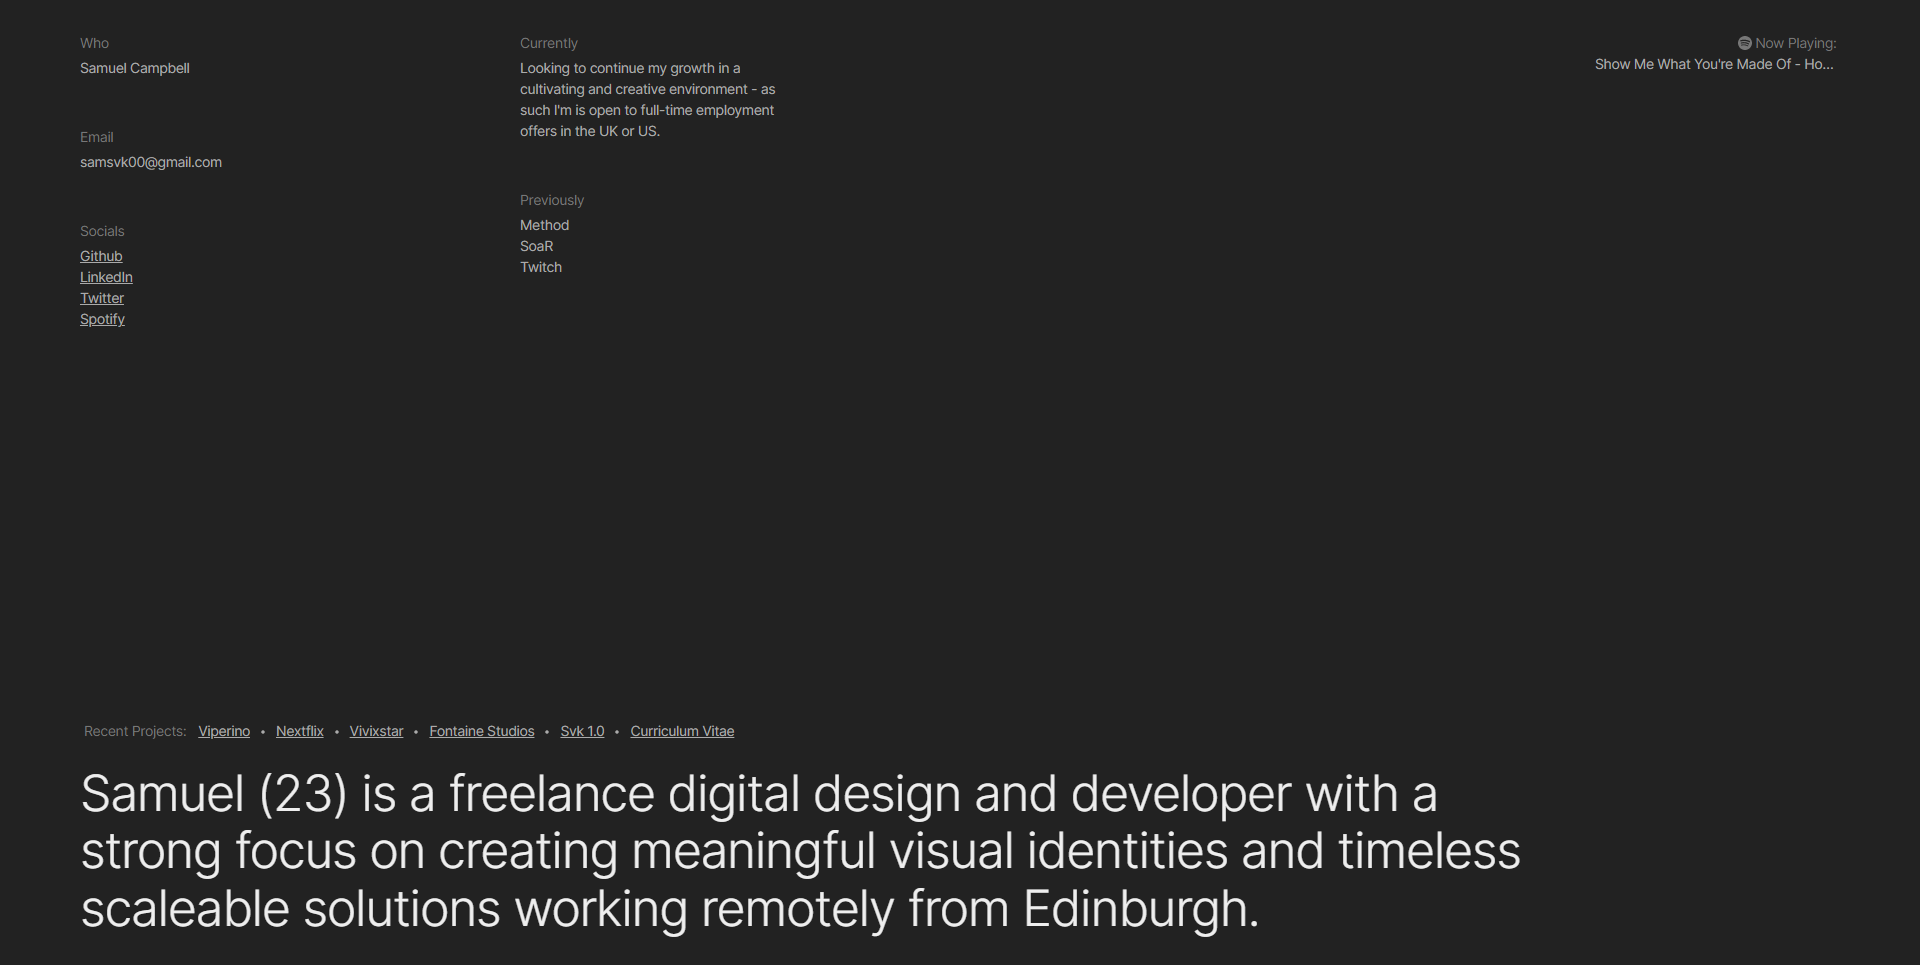 Who
Samuel Campbell
Email
samsvk00@gmail.com
Socials
Github
LinkedIn
Twitter
Spotify
Currently
Looking to continue my growth in a
cultivating and creative environment - as
such I'm is open to full-time employment
offers in the UK or US.
Previously
Method
SoaR
Twitch
Now Playing:
Show Me What You're Made Of - Ho...
Recent Projects: Viperino • Nextflix • Vivixstar • Fontaine Studios • Svk 1.0 • Curriculum Vitae
Samuel (23) is a freelance digital design and developer with a
strong focus on creating meaningful visual identities and timeless
scaleable solutions working remotely from Edinburgh.